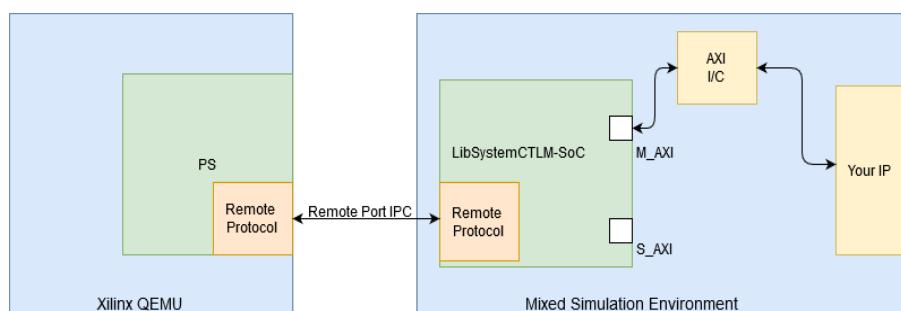 PS
Remote
Protocol
Xilinx QEMU
Remote Port IPC
LibSystemCTLM-SoC
Remote
Protocol
M_AXI
S_AXI
AXI
I/C
Your IP
Mixed Simulation Environment